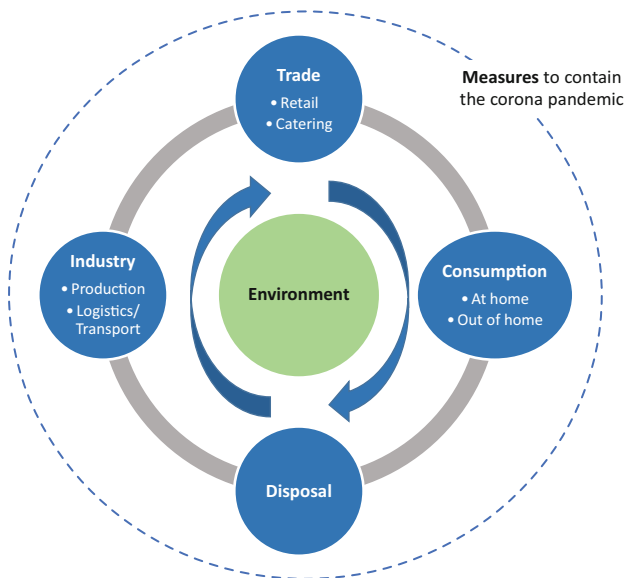 Trade
• Retail
• Catering
Measures to contain
the corona pandemic
Industry
• Production
• Logistics/
Transport
Environment
Consumption
• At home
• Out of home
Disposal